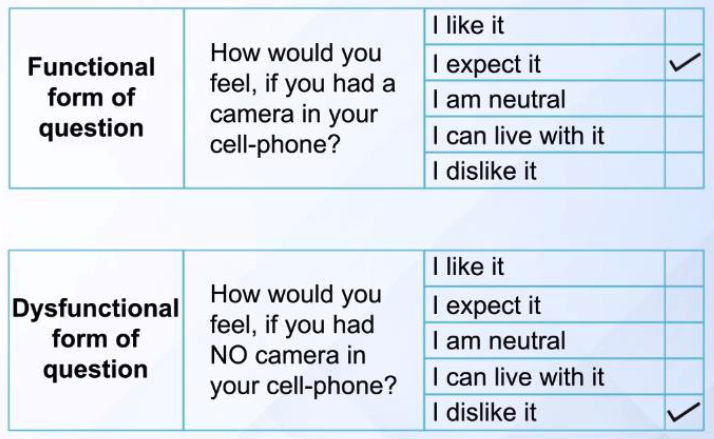 Functional
form of
question
How would you
feel, if you had a
camera in your
cell-phone?
I like it
I expect it
I am neutral
I can live with it
I dislike it
Dysfunctional
form of
question
How would you
feel, if you had
NO camera in
your cell-phone?
I like it
I expect it
I am neutral
I can live with it
I dislike it